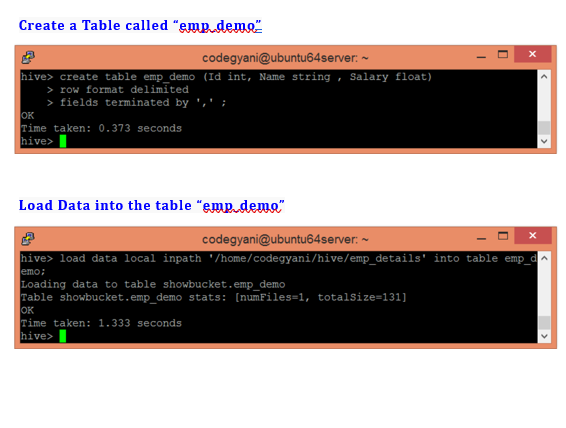 Create a Table called “emp_demo”
codegyani@ubuntu64server: ~
hive> create table emp_demo (Id int, Name string , Salary float)
    > row format delimited
    > fields terminated by ',' ;
OK
Time taken: 0.373 seconds
hive>
Load Data into the table “emp_demo”
codegyani@ubuntu64server: ~
hive> load data local inpath '/home/codegyani/hive/emp_details' into table emp_d
emo;
Loading data to table showbucket.emp_demo
Table showbucket.emp_demo stats: [numFiles=1, totalSize=131]
OK
Time taken: 1.333 seconds
hive>